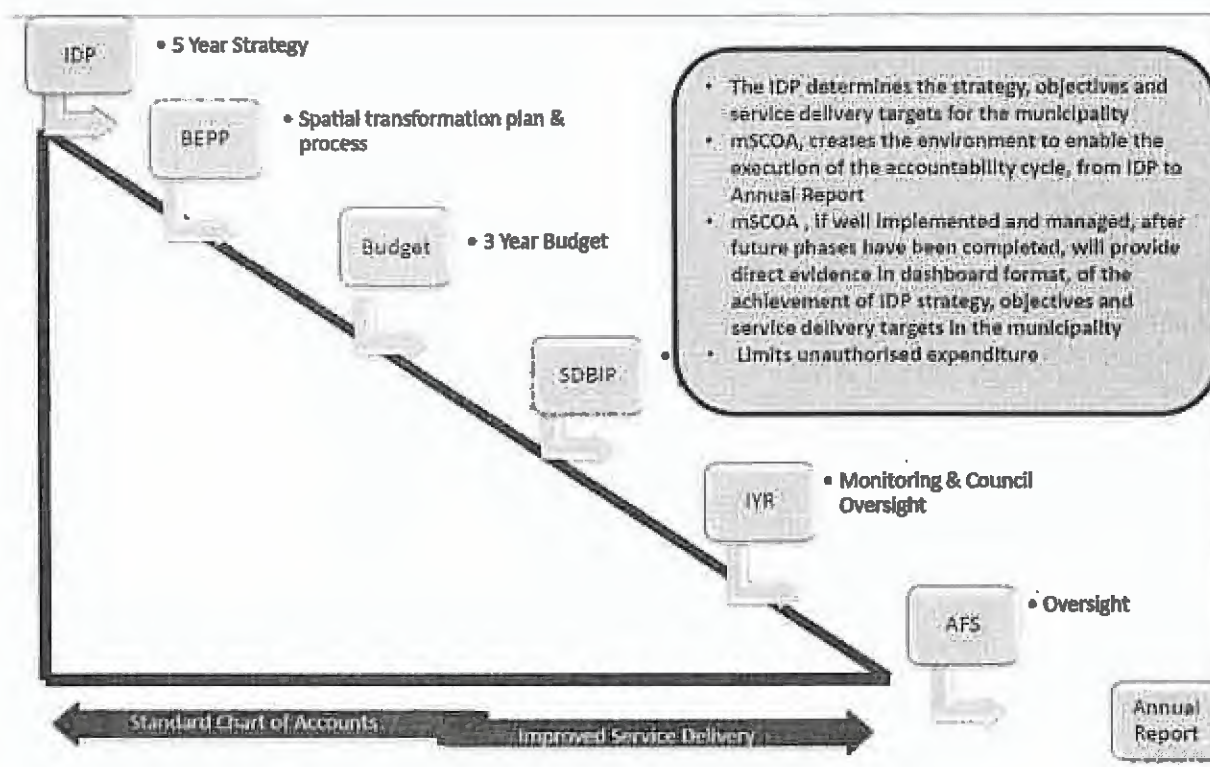 IDP
• 5 Year Strategy
BEPP
• Spatial transformation plan &
process
Budget
• 3 Year Budget
SDBIP
•
IYR
• Monitoring & Council
Oversight
AFS
• Oversight
Annual
Report
• The IDP determines the strategy, objectives and
service delivery targets for the municipality
• mSCOA, creates the environment to enable the
execution of the accountability cycle, from IDP to
Annual Report
• mSCOA , if well implemented and managed, after
future phases have been completed, will provide
direct evidence in dashboard format, of the
achievement of IDP strategy, objectives and
service delivery targets in the municipality
• Limits unauthorised expenditure
Standard Chart of Accounts
Improved Service Delivery